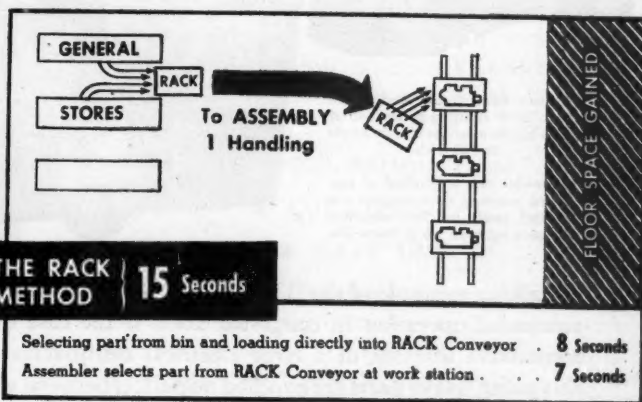 GENERAL
RACK
STORES
To ASSEMBLY
1 Handling
RACK
FLOOR SPACE GAINED
THE RACK METHOD } 15 Seconds
Selecting part from bin and loading directly into RACK Conveyor . 8 Seconds
Assembler selects part from RACK Conveyor at work station . . . 7 Seconds